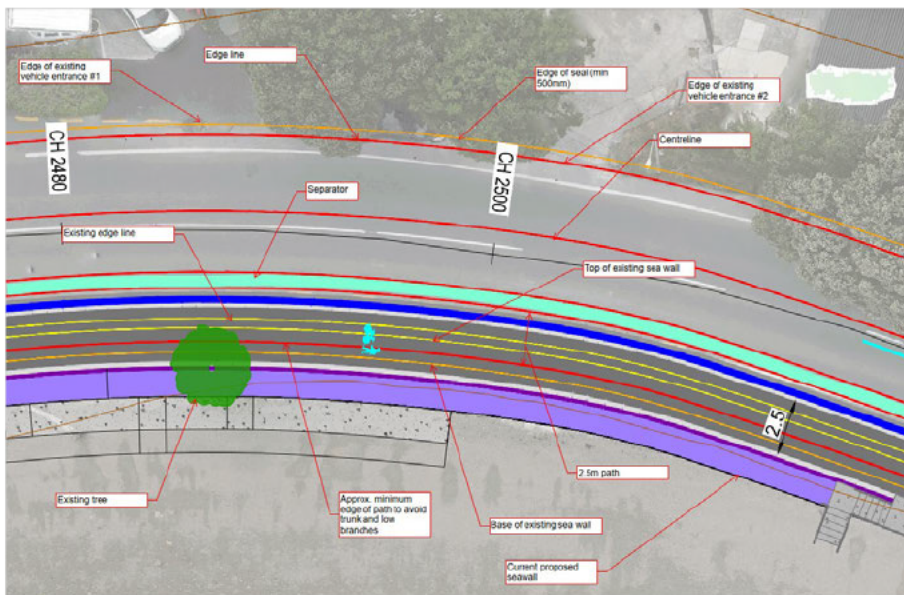 Edge line
Edge of existing
vehicle entrance #1
Edge of seal (min
500mm)
Edge of existing
vehicle entrance #2
Centreline
CH 2480
CH 2500
Separator
Existing edge line
Top of existing sea wall
2.5
2.5m path
Existing tree
Approx. minimum
edge of path to avoid
trunk and low
branches
Base of existing sea wall
Current proposed
seawall